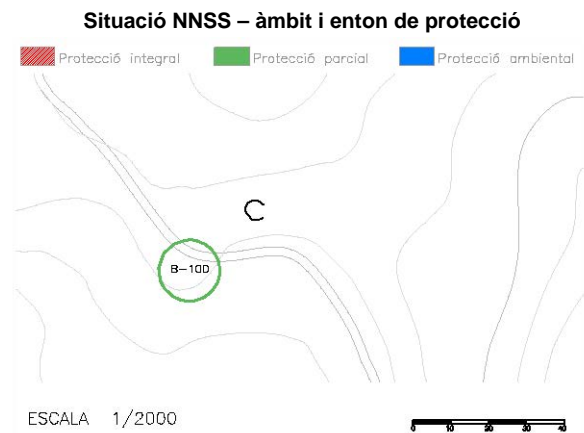 Situació NNSS – àmbit i enton de protecció
Protecció integral Protecció parcial Protecció ambiental
C
B-100
ESCALA 1/2000
0 10 20 30 40